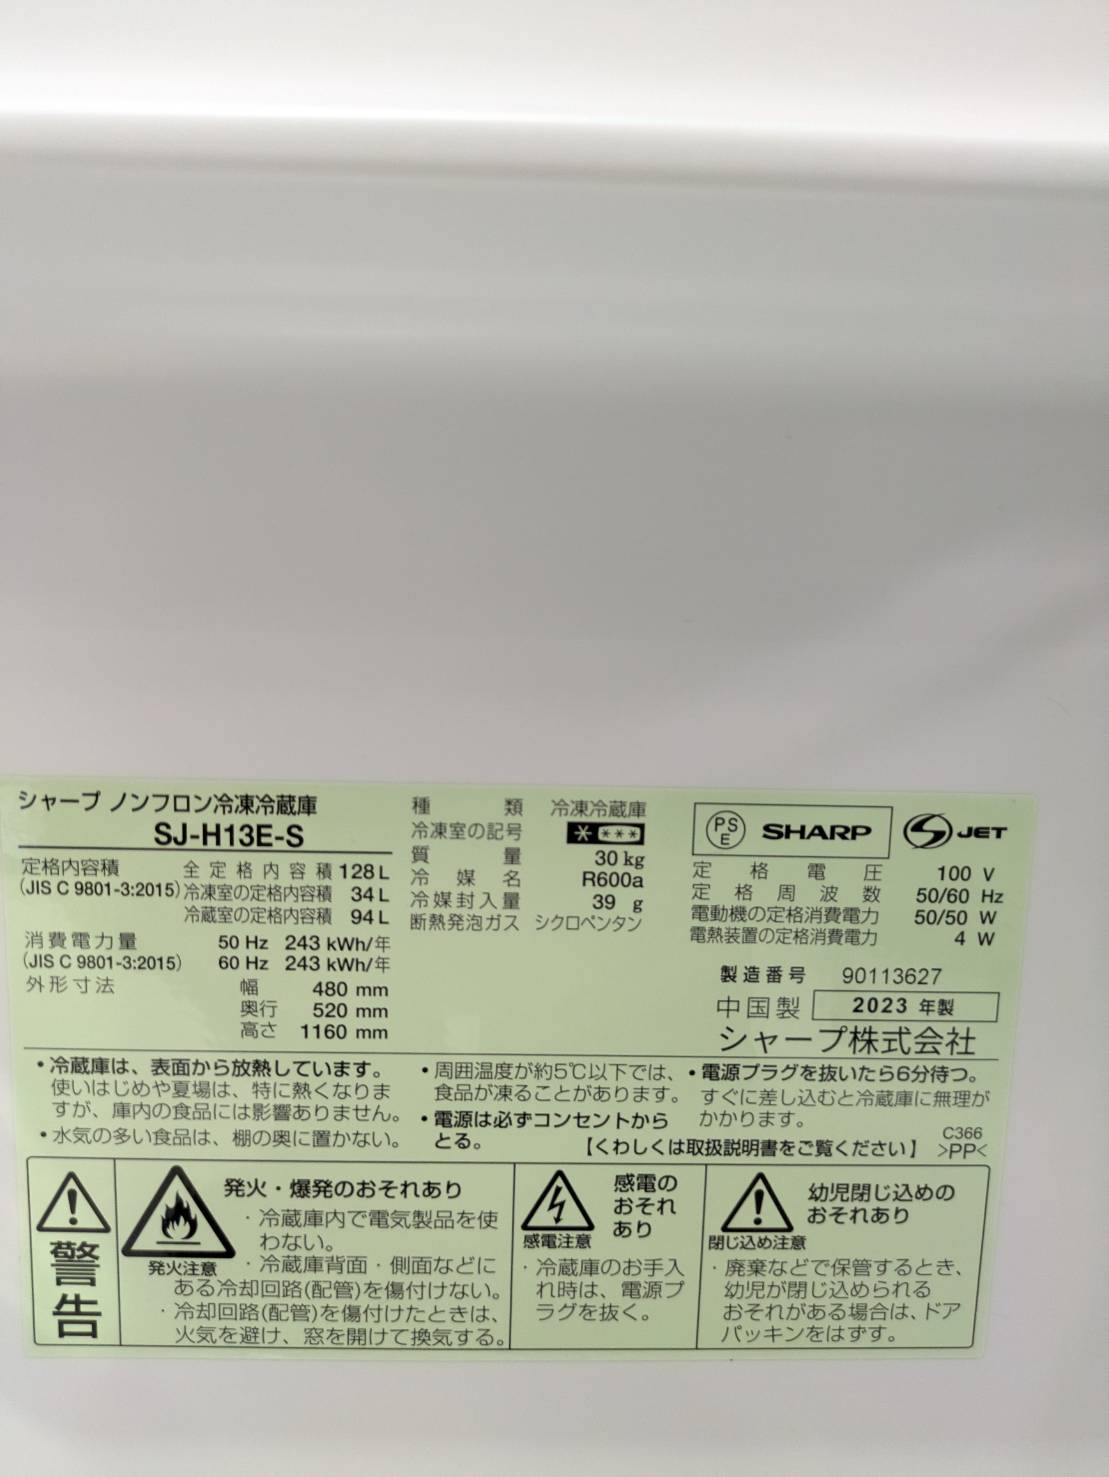 シャープ ノンフロン冷凍冷蔵庫
SJ-H13E-S
定格内容積 全定格内容積 128 L
(JIS C 9801-3:2015) 冷凍室の定格内容積 34 L
冷蔵室の定格内容積 94 L
消費電力量 50 Hz 243 kWh/年
(JIS C 9801-3:2015) 60 Hz 243 kWh/年
外形寸法 幅 480 mm
奥行 520 mm
高さ 1160 mm
種類 冷凍冷蔵庫
冷凍室の記号 * ***
質量 30 kg
冷媒名 R600a
冷媒封入量 39 g
断熱発泡ガス シクロペンタン
PS E SHARP S JET
定格電圧 100 V
定格周波数 50/60 Hz
電動機の定格消費電力 50/50 W
電熱装置の定格消費電力 4 W
製造番号 90113627
中国製 2023 年製
シャープ株式会社
・冷蔵庫は、表面から放熱しています。
使いはじめや夏場は、特に熱くなりま
すが、庫内の食品には影響ありません。
・水気の多い食品は、棚の奥に置かない。
・周囲温度が約5℃以下では、
食品が凍ることがあります。
・電源は必ずコンセントから
とる。
・電源プラグを抜いたら6分待つ。
すぐに差し込むと冷蔵庫に無理が
かかります。
【くわしくは取扱説明書をご覧ください】
C366
>PP<
警告
発火注意
発火・爆発のおそれあり
・冷蔵庫内で電気製品を使
わない。
・冷蔵庫背面・側面などに
ある冷却回路(配管)を傷付けない。
・冷却回路(配管)を傷付けたときは、
火気を避け、窓を開けて換気する。
感電注意
感電の
おそれ
あり
・冷蔵庫のお手入
れ時は、電源プ
ラグを抜く。
閉じ込め注意
幼児閉じ込めの
おそれあり
・廃棄などで保管するとき、
幼児が閉じ込められる
おそれがある場合は、ドア
パッキンをはずす。